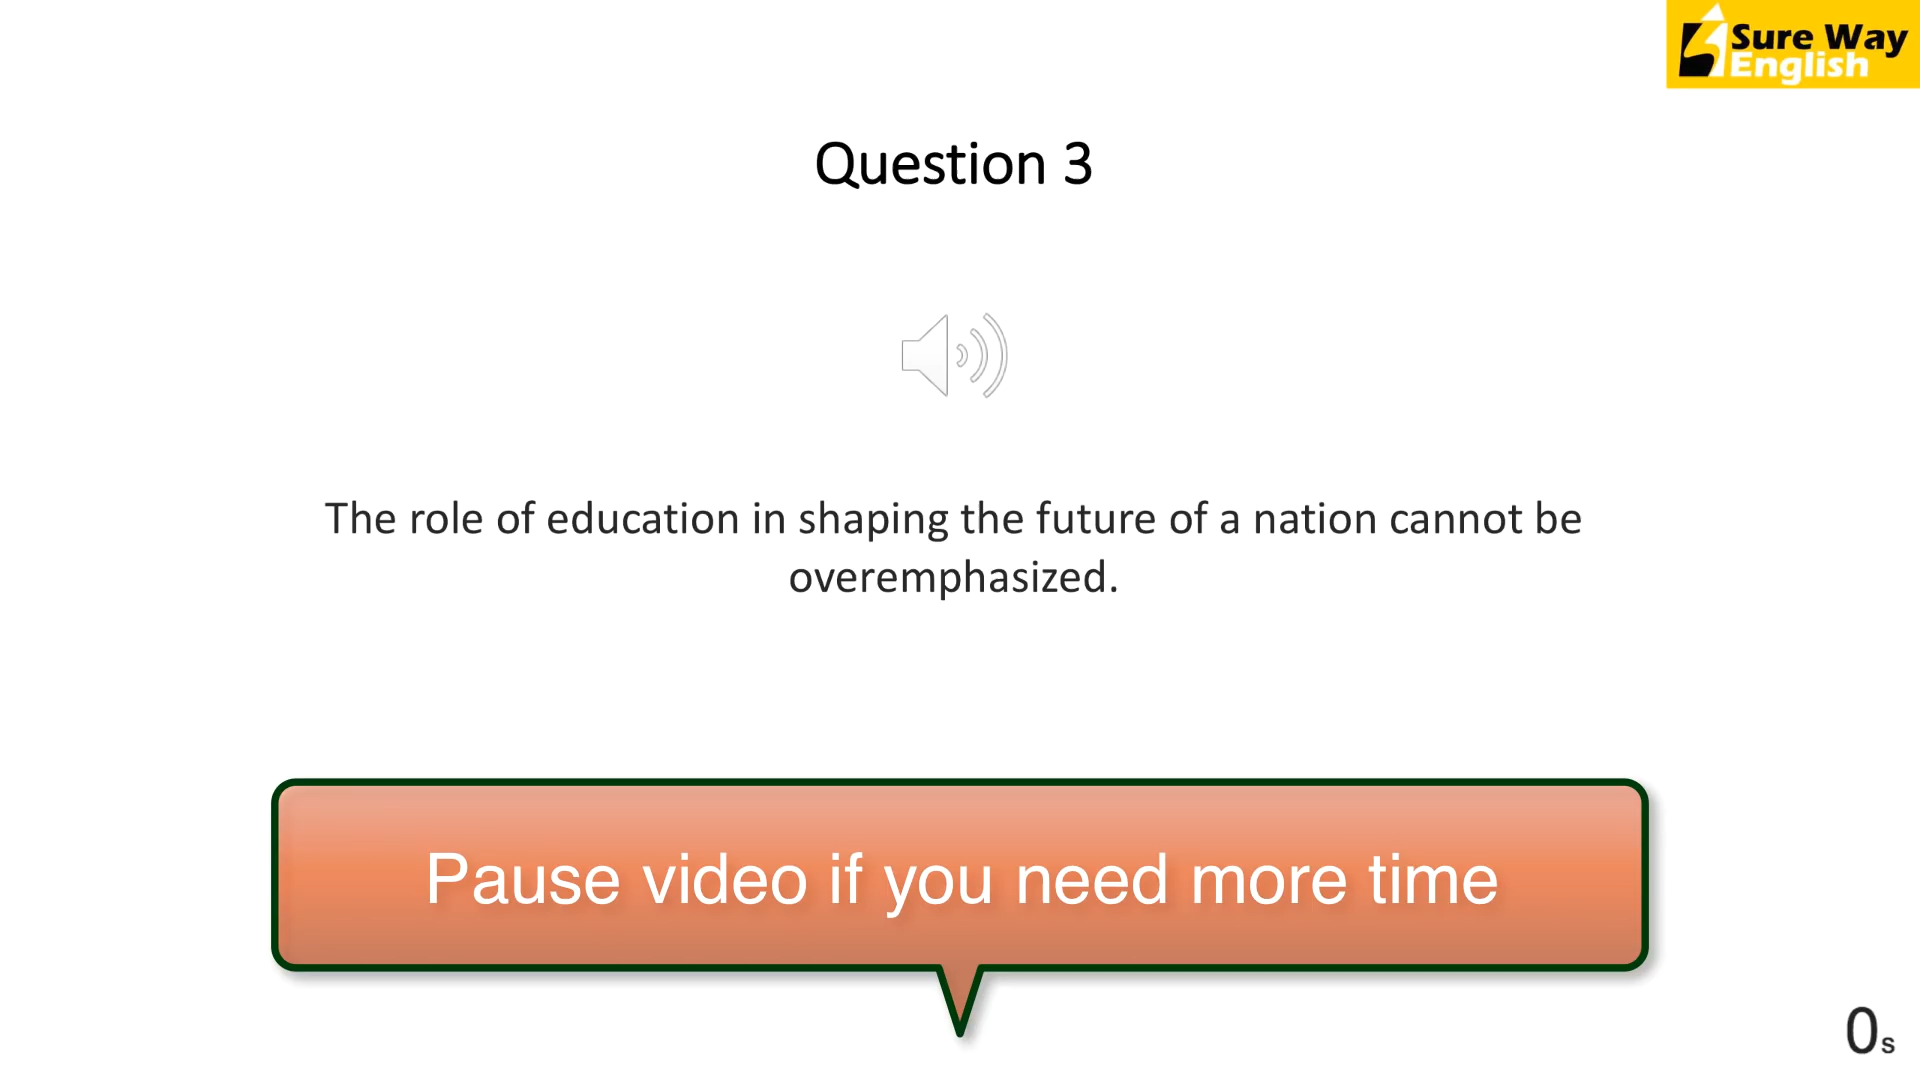 Sure Way
English
Question 3
The role of education in shaping the future of a nation cannot be
overemphasized.
Pause video if you need more time
0s